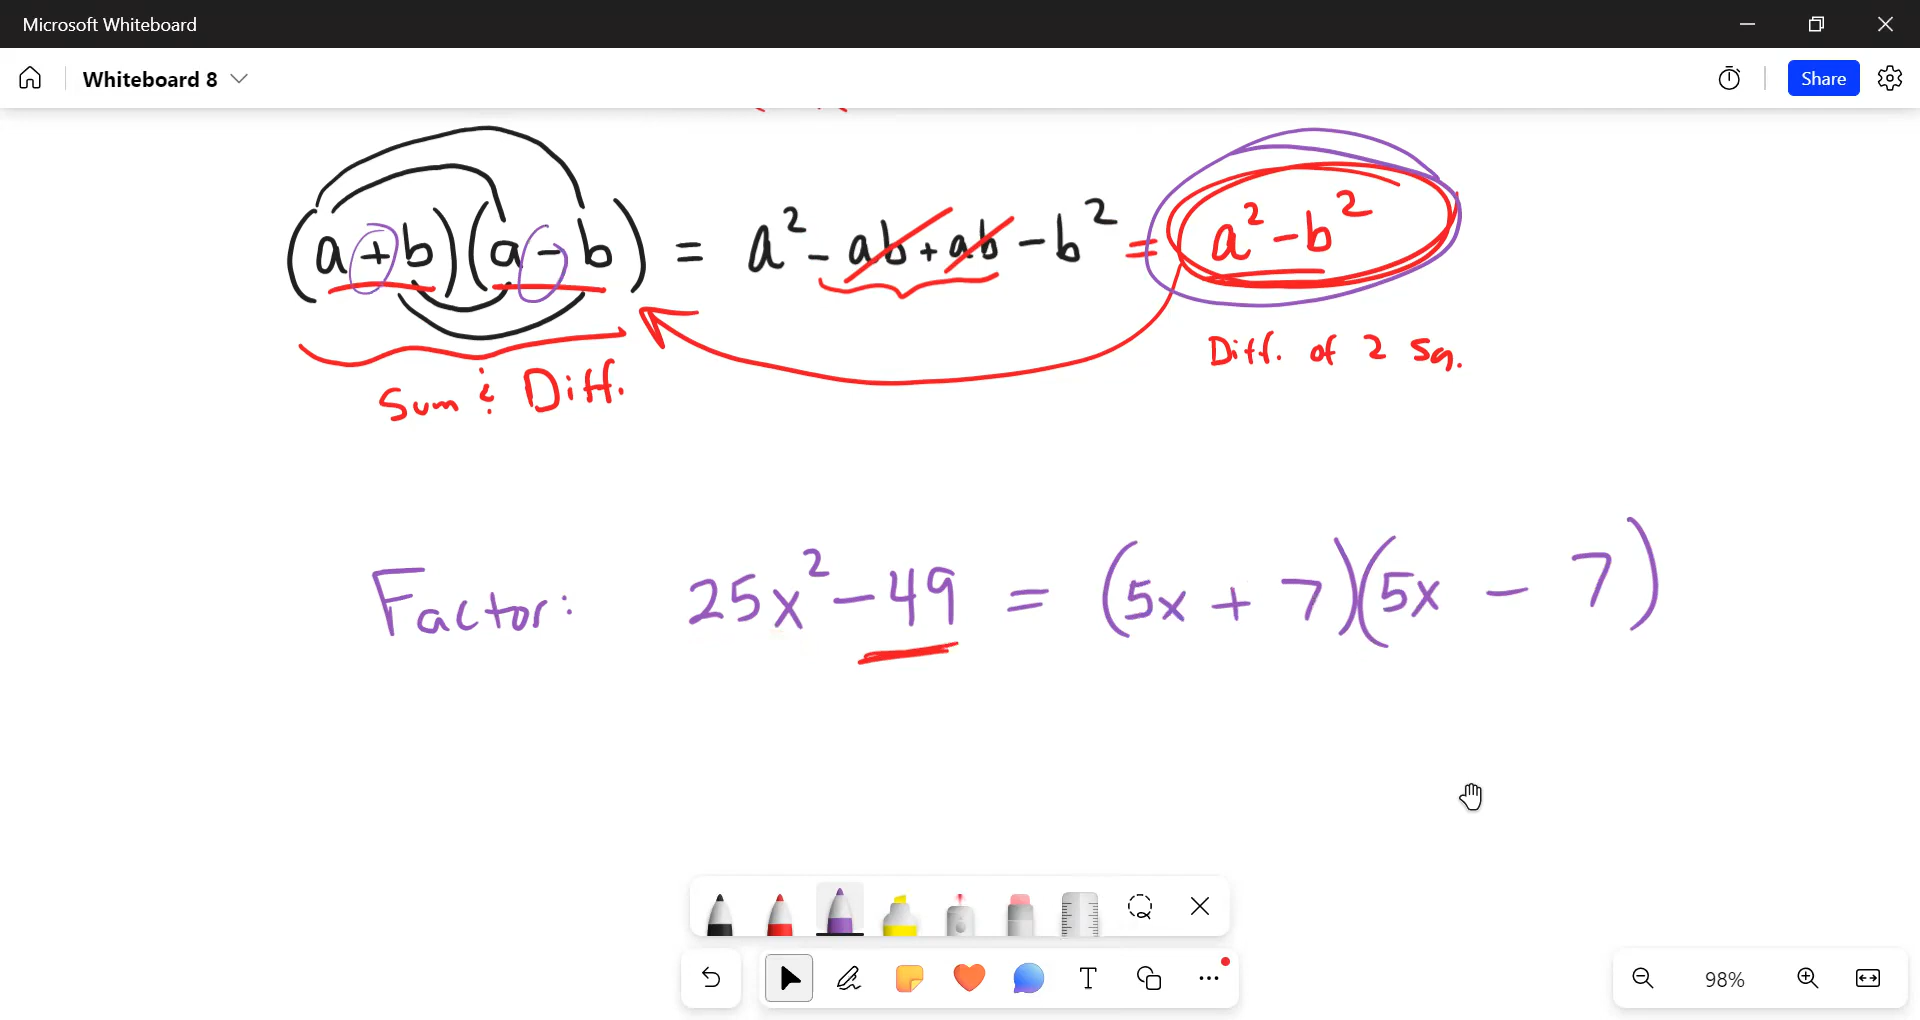 Microsoft Whiteboard
Whiteboard 8
Share
(a+b)(a-b) = a² - ab + ab - b² = a² - b²
Diff. of 2 Sq.
Sum & Diff.
Factor: 25x² - 49 = (5x + 7)(5x - 7)
T
98%